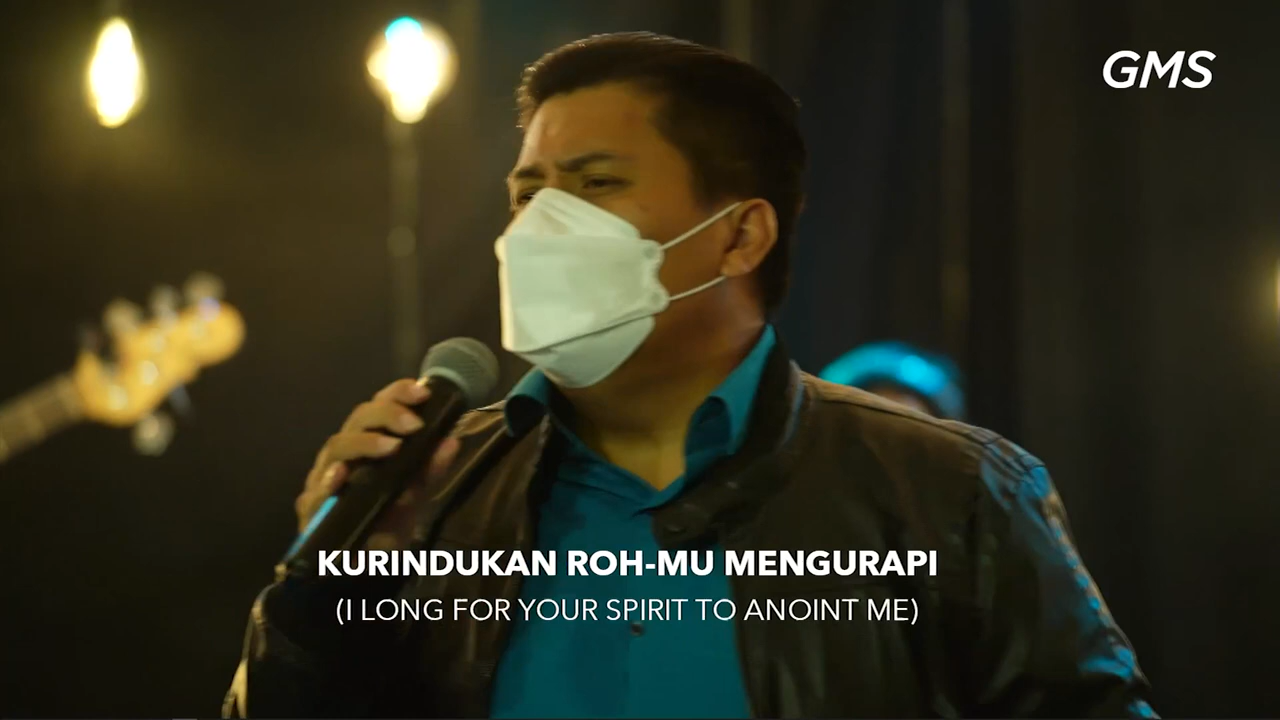 GMS
KURINDUKAN ROH-MU MENGURAPI
(I LONG FOR YOUR SPIRIT TO ANOINT ME)